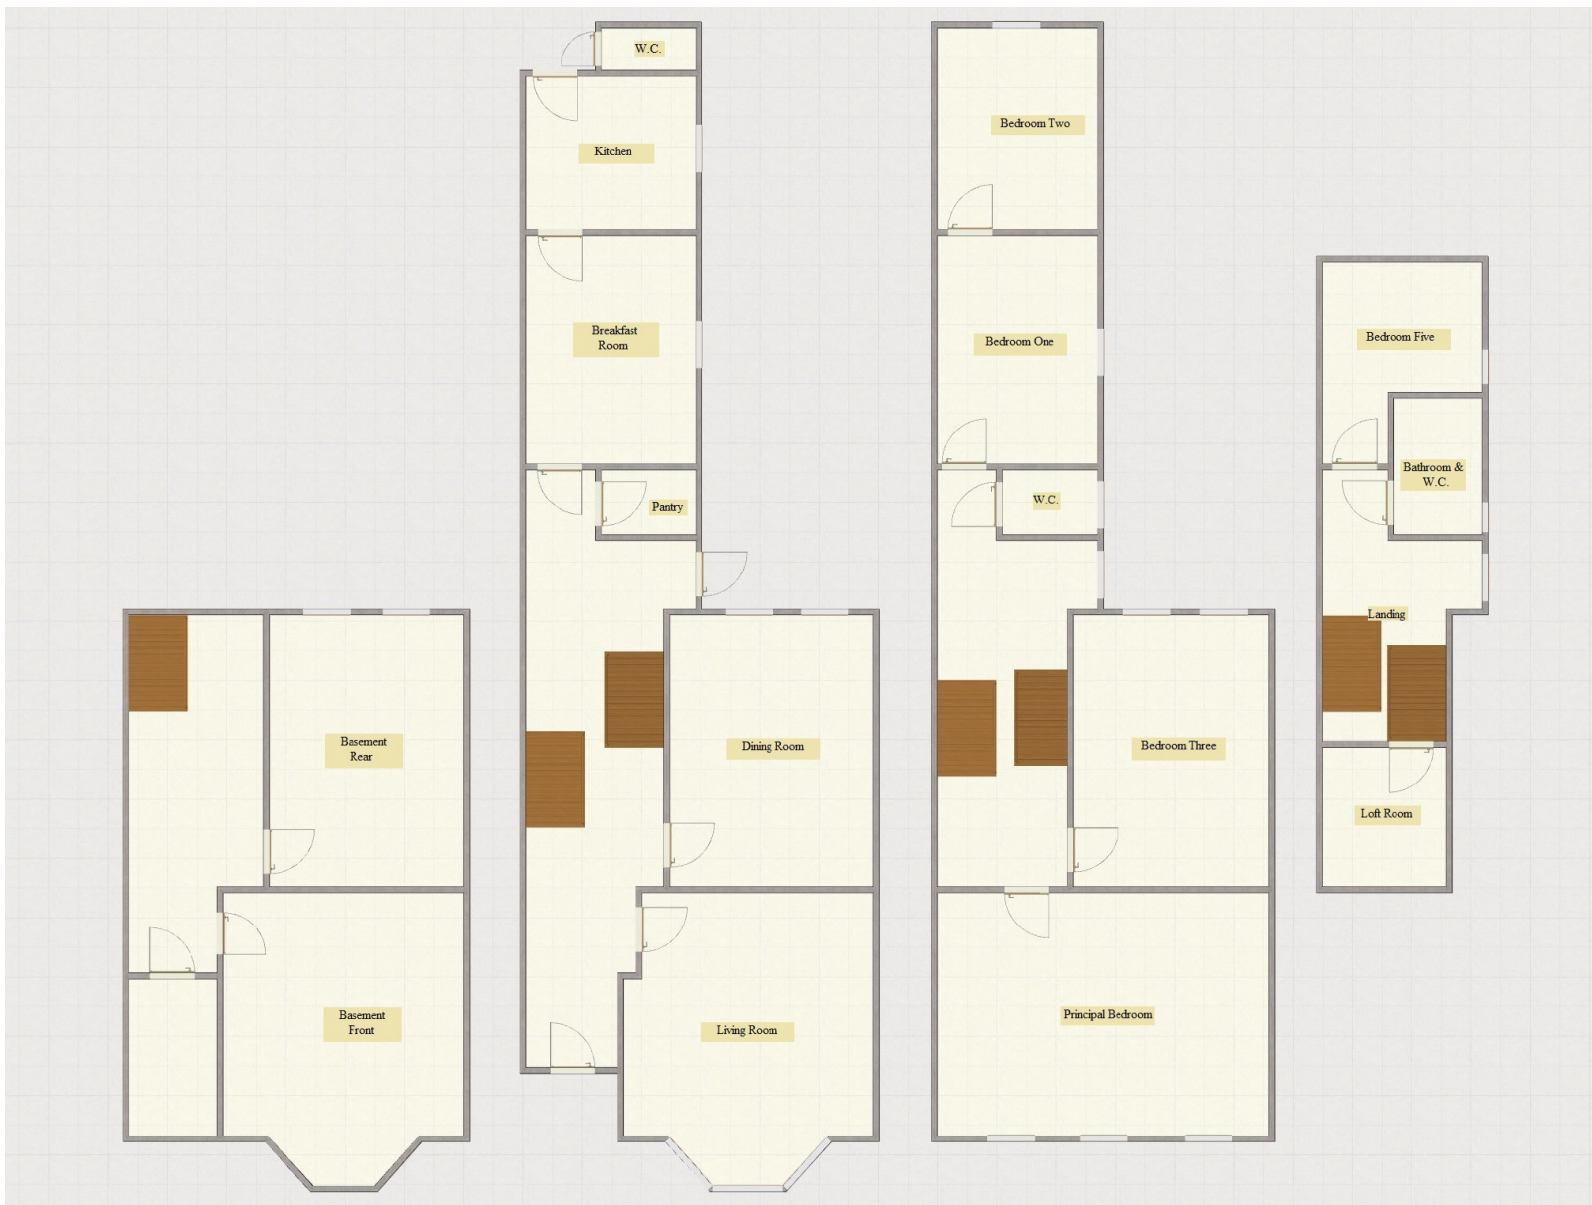 W.C.
Kitchen
Breakfast
Room
Pantry
Dining Room
Living Room
Basement
Rear
Basement
Front
Bedroom Two
Bedroom One
W.C.
Bedroom Three
Principal Bedroom
Bedroom Five
Bathroom &
W.C.
Landing
Loft Room